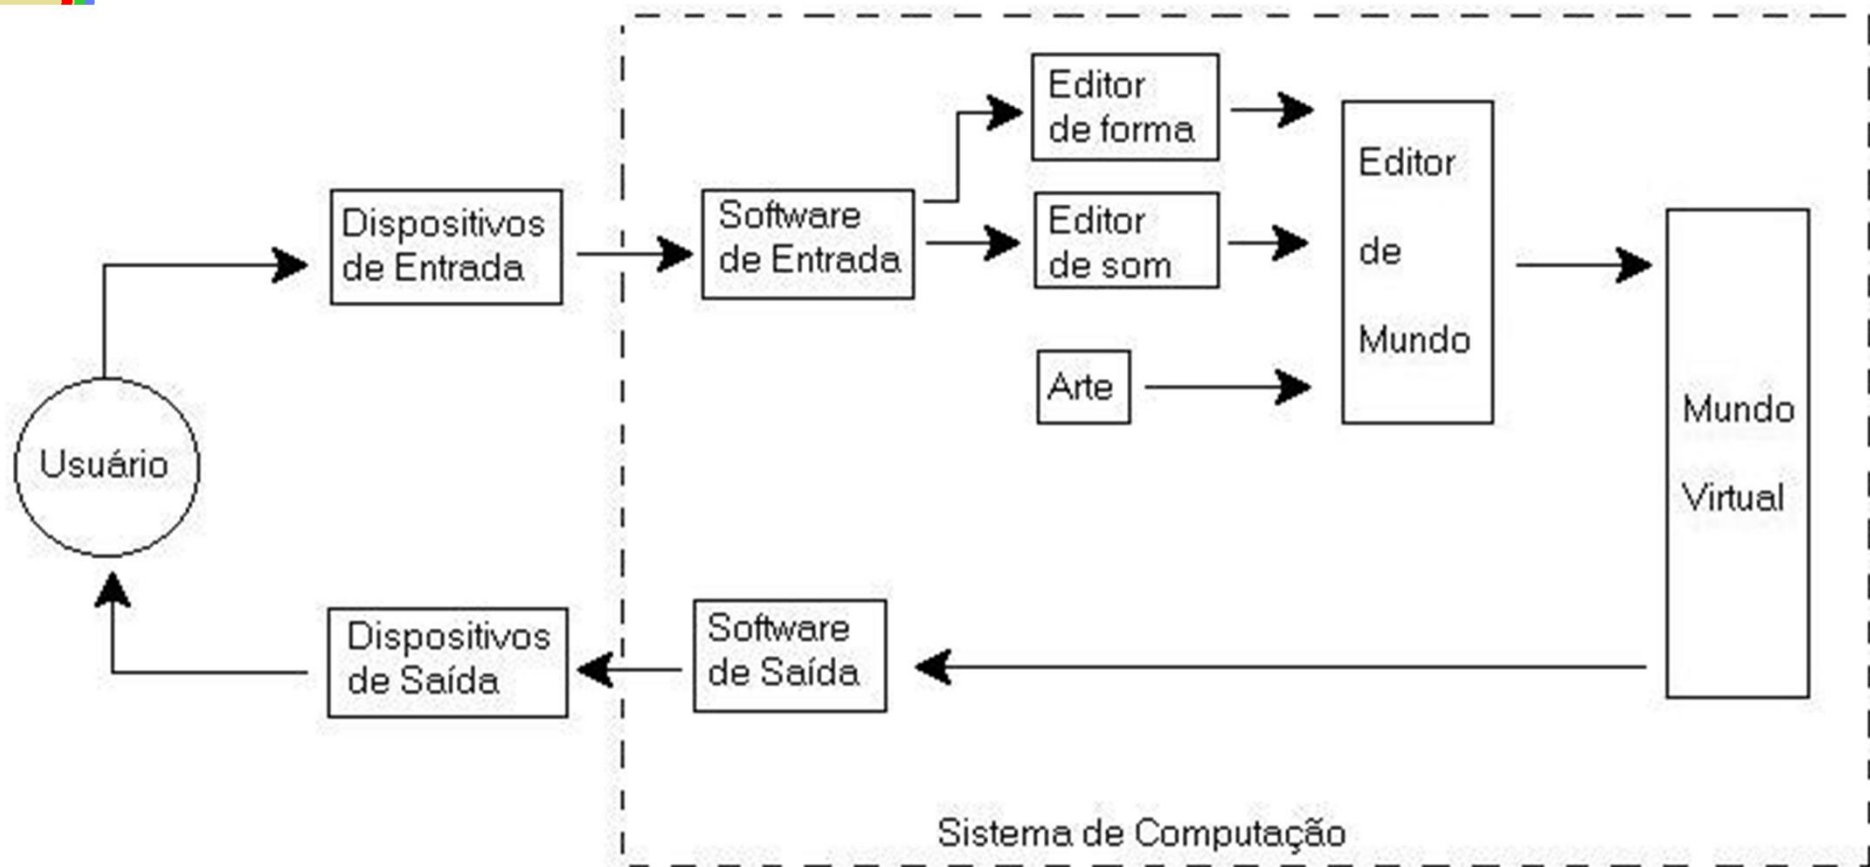 Editor
de forma
Editor
de
Mundo
Dispositivos
de Entrada
Software
de Entrada
Editor
de som
Arte
Mundo
Virtual
Usuário
Dispositivos
de Saída
Software
de Saída
Sistema de Computação